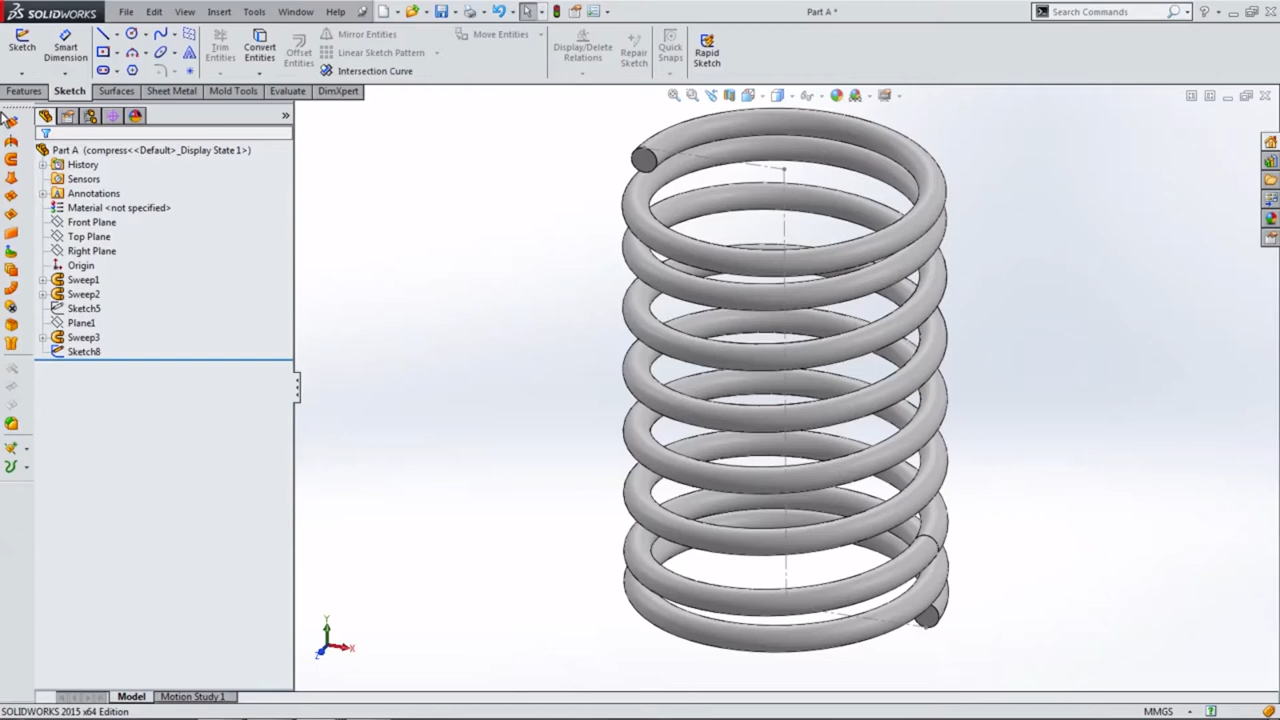 SOLIDWORKS File Edit View Insert Tools Window Help Part A * Search Commands
Sketch Smart Dimension Trim Entities Convert Entities Offset Entities Mirror Entities Move Entities Display/Delete Relations Repair Sketch Quick Snaps Rapid Sketch
Linear Sketch Pattern
Intersection Curve
Features Sketch Surfaces Sheet Metal Mold Tools Evaluate DimXpert
Part A (compress<<Default>_Display State 1>)
History
Sensors
Annotations
Material <not specified>
Front Plane
Top Plane
Right Plane
Origin
Sweep1
Sweep2
Sketch5
Plane1
Sweep3
Sketch8
Y
X
Z
Model Motion Study 1
SOLIDWORKS 2015 x64 Edition MMGS